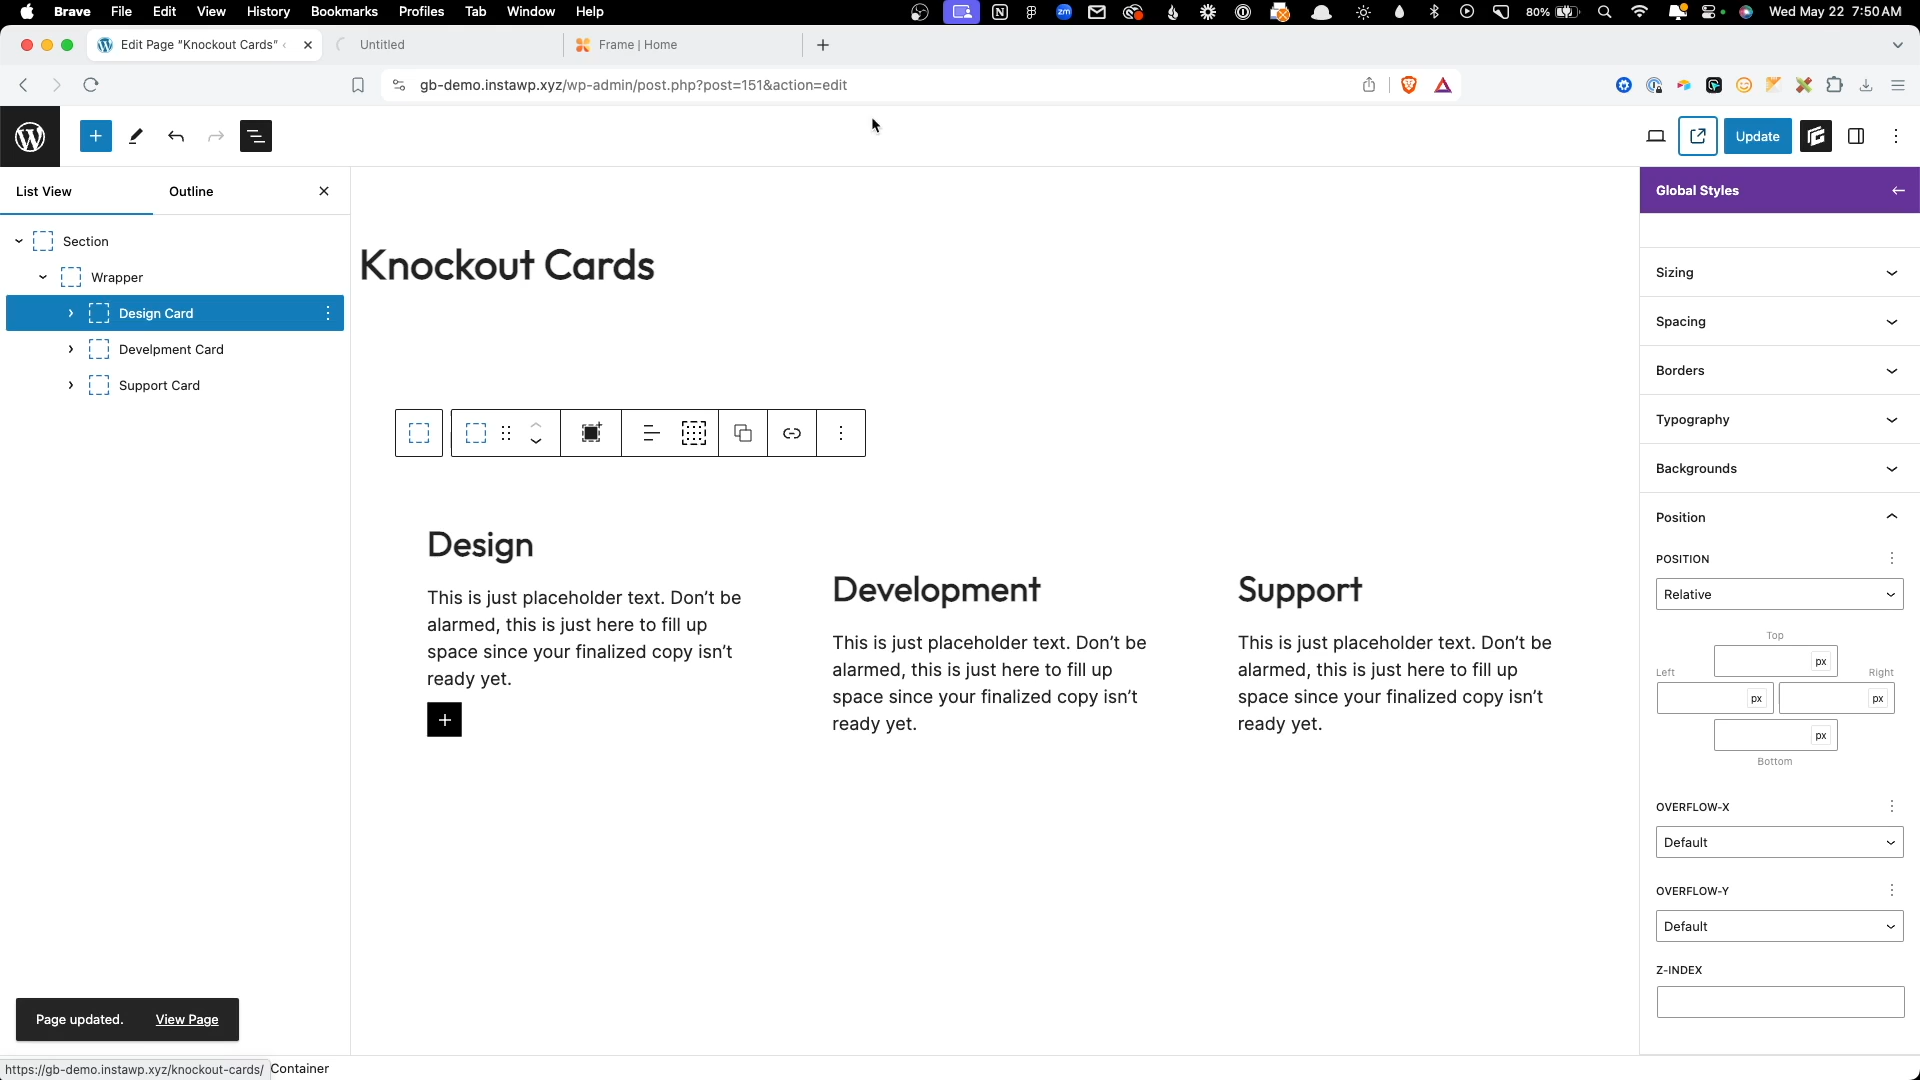 Brave File Edit View History Bookmarks Profiles Tab Window Help zm 80% Wed May 22 7:50 AM
Edit Page "Knockout Cards" ‹ Untitled Frame | Home
gb-demo.instawp.xyz/wp-admin/post.php?post=151&action=edit
Update
List View Outline
Global Styles
Section
Wrapper
Design Card
Develpment Card
Support Card
Knockout Cards
Design
This is just placeholder text. Don't be
alarmed, this is just here to fill up
space since your finalized copy isn't
ready yet.
Development
This is just placeholder text. Don't be
alarmed, this is just here to fill up
space since your finalized copy isn't
ready yet.
Support
This is just placeholder text. Don't be
alarmed, this is just here to fill up
space since your finalized copy isn't
ready yet.
Sizing
Spacing
Borders
Typography
Backgrounds
Position
POSITION
Relative
Top
px
Left Right
px px
px
Bottom
OVERFLOW-X
Default
OVERFLOW-Y
Default
Z-INDEX
Page updated. View Page
https://gb-demo.instawp.xyz/knockout-cards/ Container